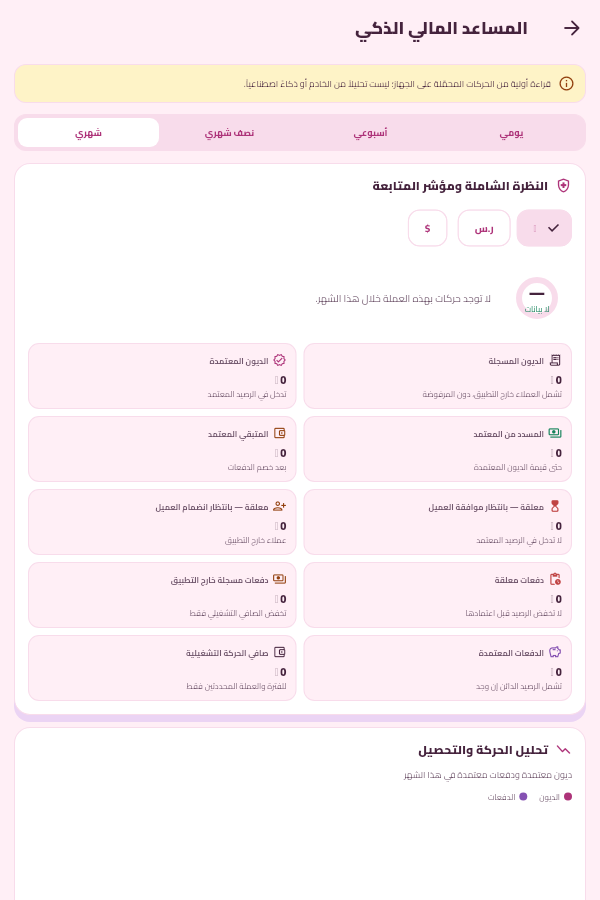 المساعد المالي الذكي
قراءة أولية من الحركات المحمّلة على الجهاز؛ ليست تحليلاً من الخادم أو ذكاءً اصطناعياً.
يومي
أسبوعي
نصف شهري
شهري
النظرة الشاملة ومؤشر المتابعة
ر.س
$
—
لا بيانات
لا توجد حركات بهذه العملة خلال هذا الشهر.
الديون المسجلة
0
تشمل العملاء خارج التطبيق، دون المرفوضة
الديون المعتمدة
0
تدخل في الرصيد المعتمد
المسدد من المعتمد
0
حتى قيمة الديون المعتمدة
المتبقي المعتمد
0
بعد خصم الدفعات
معلقة — بانتظار موافقة العميل
0
لا تدخل في الرصيد المعتمد
معلقة — بانتظار انضمام العميل
0
عملاء خارج التطبيق
دفعات معلقة
0
لا تخفض الرصيد قبل اعتمادها
دفعات مسجلة خارج التطبيق
0
تخفض الصافي التشغيلي فقط
الدفعات المعتمدة
0
تشمل الرصيد الدائن إن وجد
صافي الحركة التشغيلية
0
للفترة والعملة المحددتين فقط
تحليل الحركة والتحصيل
ديون معتمدة ودفعات معتمدة في هذا الشهر
الديون
الدفعات